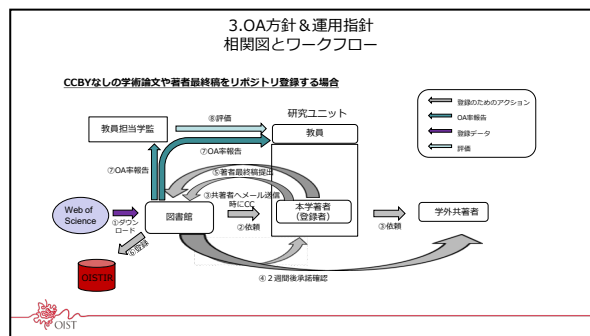 3.OA方針＆運用指針
相関図とワークフロー
CCBYなしの学術論文や著者最終稿をリポジトリ登録する場合
登録のためのアクション
OA率報告
登録データ
評価
研究ユニット
教員担当学監
⑧評価
教員
⑦OA率報告
⑦OA率報告
⑤著者最終稿提出
③共著者へメール送信
時にCC
Web of
Science
①ダウン
ロード
図書館
②依頼
本学著者
(登録者)
③依頼
学外共著者
⑥登録
OISTIR
④２週間後承諾確認
OIST